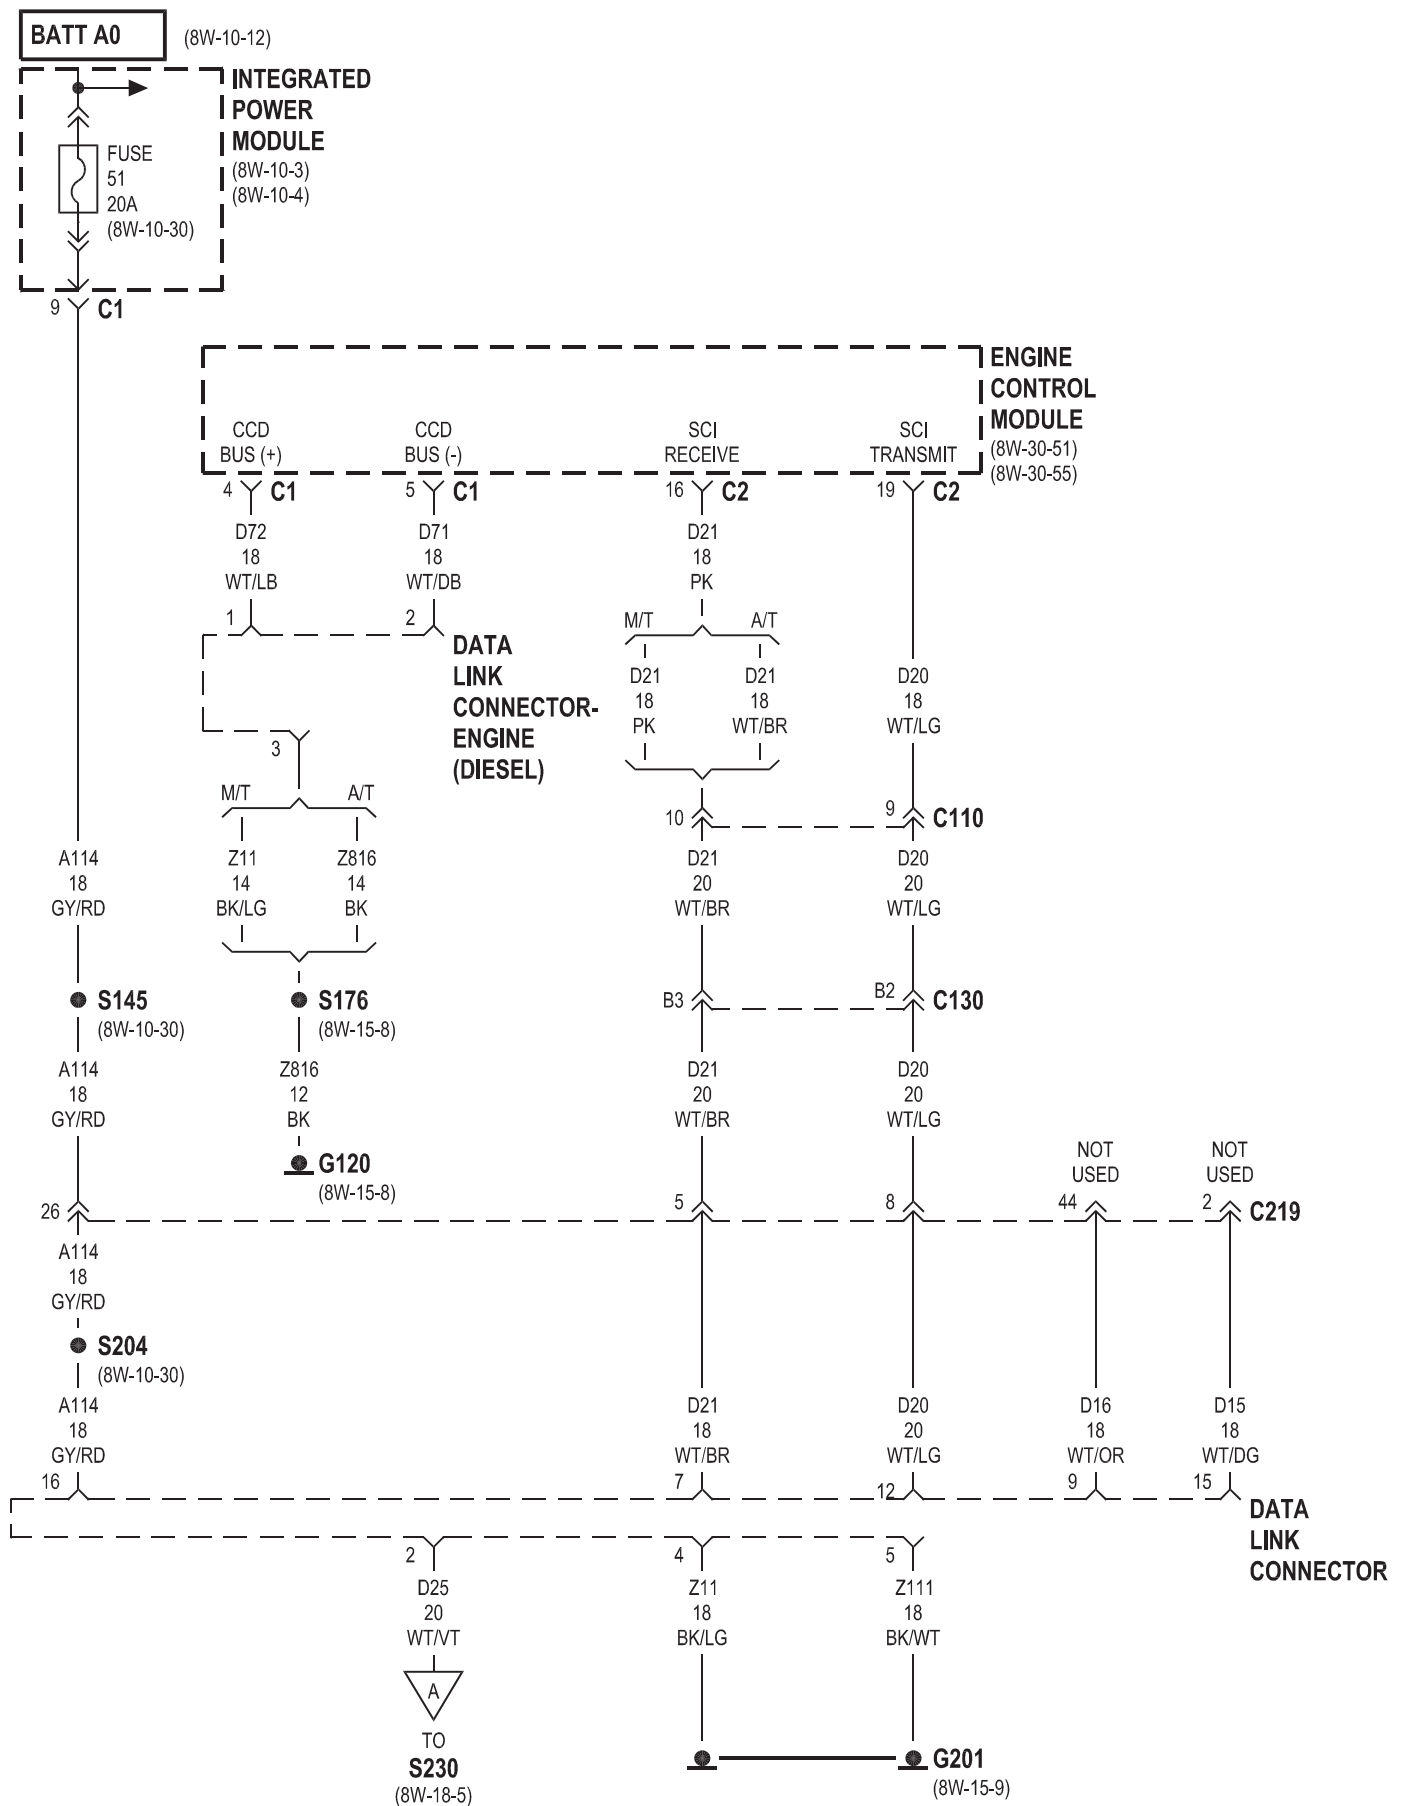 BATT A0
(8W-10-12)
INTEGRATED
POWER
MODULE
(8W-10-3)
(8W-10-4)
FUSE
51
20A
(8W-10-30)
9
C1
ENGINE
CONTROL
MODULE
(8W-30-51)
(8W-30-55)
CCD
BUS (+)
CCD
BUS (-)
SCI
RECEIVE
SCI
TRANSMIT
4
C1
5
C1
16
C2
19
C2
D72
18
WT/LB
D71
18
WT/DB
D21
18
PK
1
2
DATA
LINK
CONNECTOR-
ENGINE
(DIESEL)
M/T
A/T
D21
18
PK
D21
18
WT/BR
D20
18
WT/LG
3
M/T
A/T
10
9
C110
A114
18
GY/RD
Z11
14
BK/LG
Z816
14
BK
D21
20
WT/BR
D20
20
WT/LG
S145
(8W-10-30)
S176
(8W-15-8)
B3
B2
C130
A114
18
GY/RD
Z816
12
BK
D21
20
WT/BR
D20
20
WT/LG
G120
(8W-15-8)
NOT
USED
NOT
USED
26
5
8
44
2
C219
A114
18
GY/RD
S204
(8W-10-30)
A114
18
GY/RD
D21
18
WT/BR
D20
20
WT/LG
D16
18
WT/OR
D15
18
WT/DG
16
7
12
9
15
DATA
LINK
CONNECTOR
2
4
5
D25
20
WT/VT
Z11
18
BK/LG
Z111
18
BK/WT
A
TO
S230
(8W-18-5)
G201
(8W-15-9)